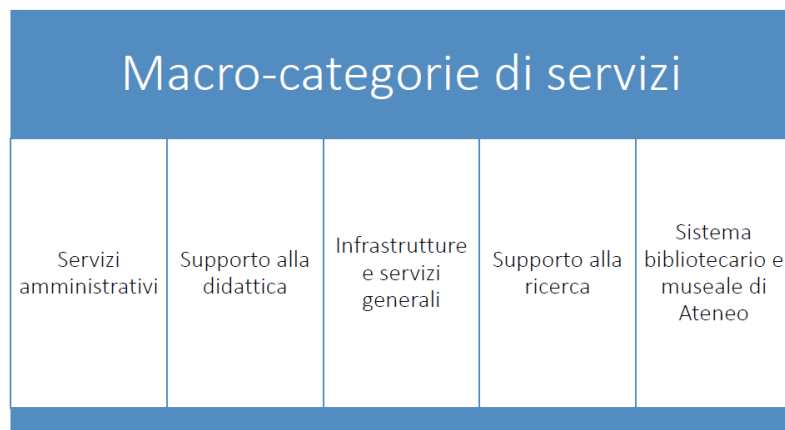 Macro-categorie di servizi
Servizi
amministrativi
Supporto alla
didattica
Infrastrutture
e servizi
generali
Supporto alla
ricerca
Sistema
bibliotecario e
museale di
Ateneo